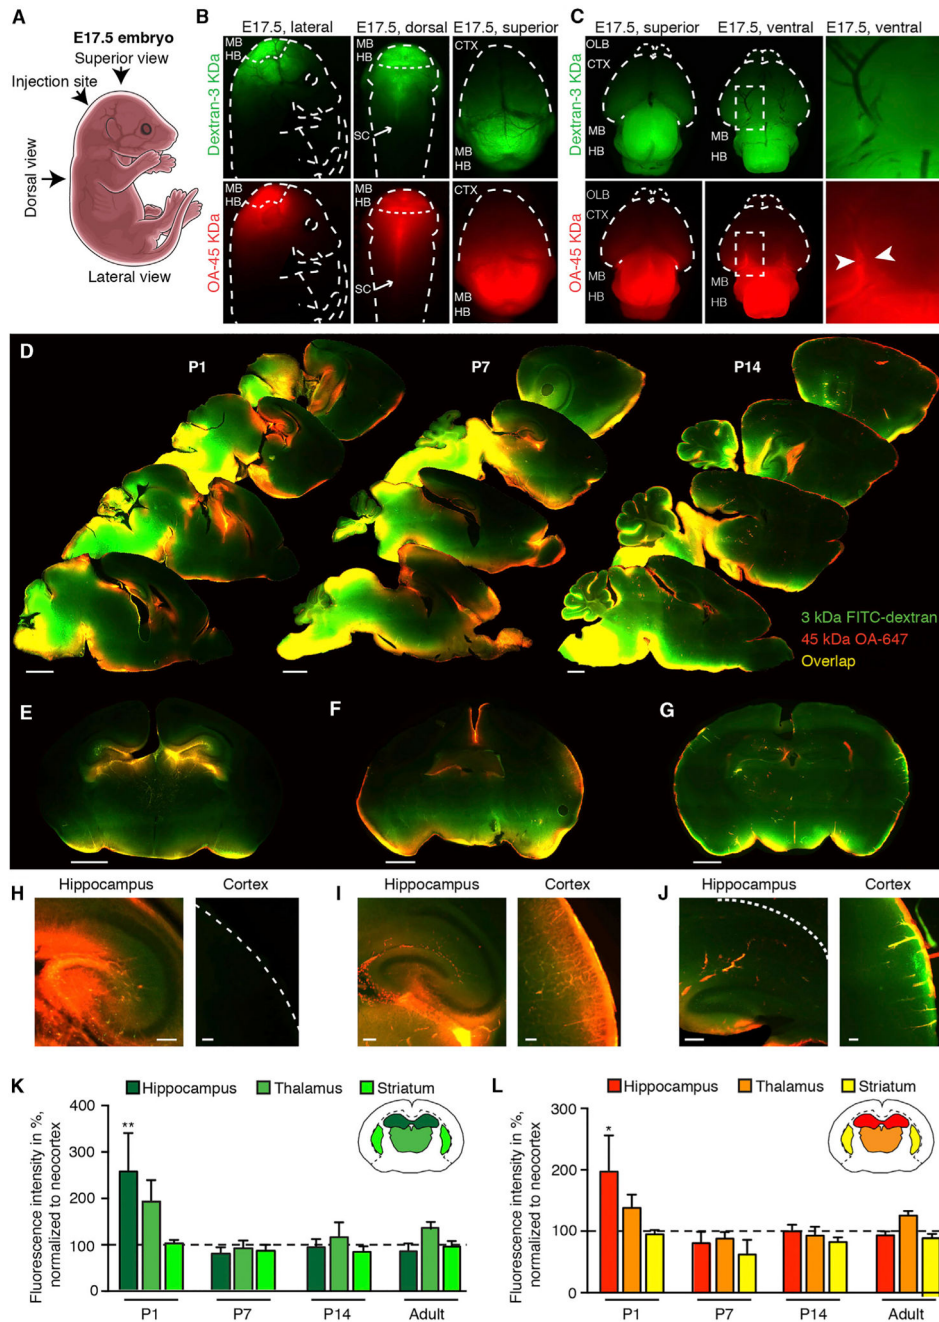 A
E17.5 embryo
Superior view
Injection site
Dorsal view
Lateral view
B
E17.5, lateral
E17.5, dorsal
E17.5, superior
Dextran-3 KDa
MB
HB
MB
HB
SC
CTX
MB
HB
OA-45 KDa
MB
HB
MB
HB
SC
CTX
MB
HB
C
E17.5, superior
E17.5, ventral
E17.5, ventral
Dextran-3 KDa
OLB
CTX
MB
HB
MB
HB
OA-45 KDa
OLB
CTX
MB
HB
MB
HB
D
P1
P7
P14
3 kDa FITC-dextran
45 kDa OA-647
Overlap
E
F
G
H
Hippocampus
Cortex
I
Hippocampus
Cortex
J
Hippocampus
Cortex
K
Hippocampus
Thalamus
Striatum
Fluorescence intensity in %,
normalized to neocortex
400
300
200
100
0
**
P1
P7
P14
Adult
L
Hippocampus
Thalamus
Striatum
Fluorescence intensity in %,
normalized to neocortex
300
200
100
0
*
P1
P7
P14
Adult